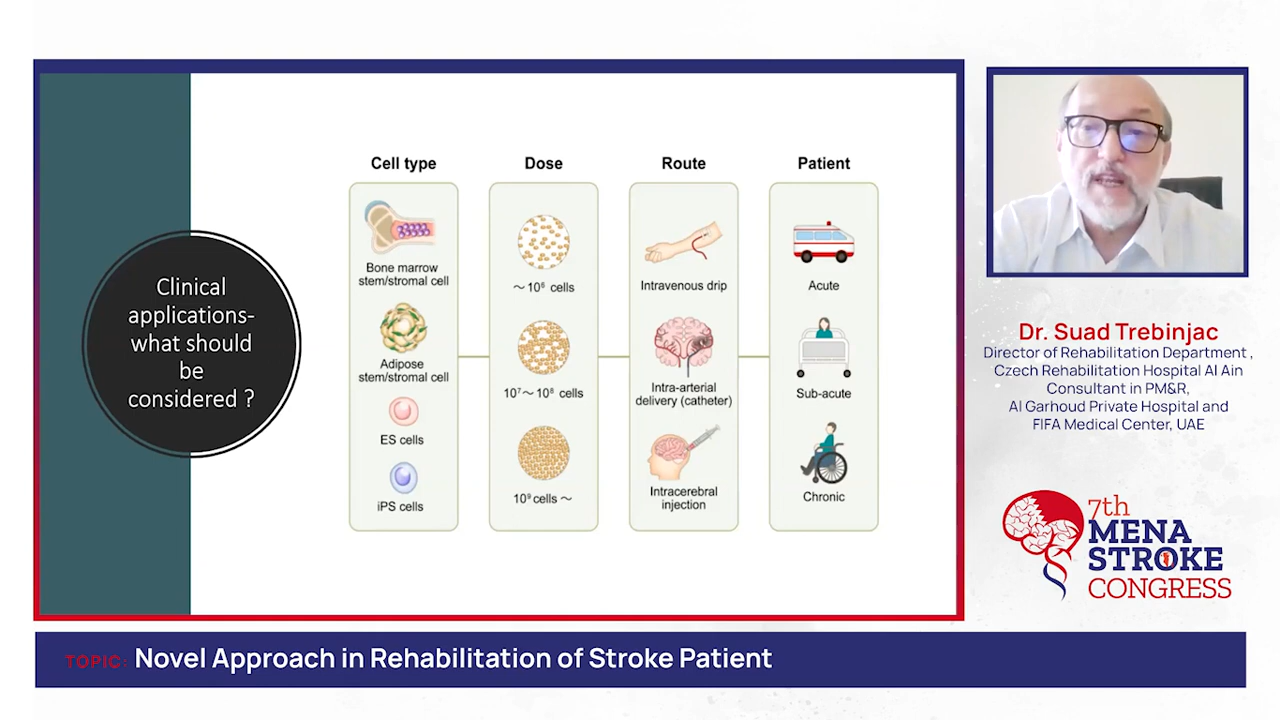 Clinical
applications-
what should
be
considered ?
Cell type
Bone marrow
stem/stromal cell
Adipose
stem/stromal cell
ES cells
iPS cells
Dose
~10⁶ cells
10⁷~10⁸ cells
10⁹ cells ~
Route
Intravenous drip
Intra-arterial
delivery (catheter)
Intracerebral
injection
Patient
Acute
Sub-acute
Chronic
Dr. Suad Trebinjac
Director of Rehabilitation Department ,
Czech Rehabilitation Hospital Al Ain
Consultant in PM&R,
Al Garhoud Private Hospital and
FIFA Medical Center, UAE
7th
MENA
STROKE
CONGRESS
TOPIC: Novel Approach in Rehabilitation of Stroke Patient